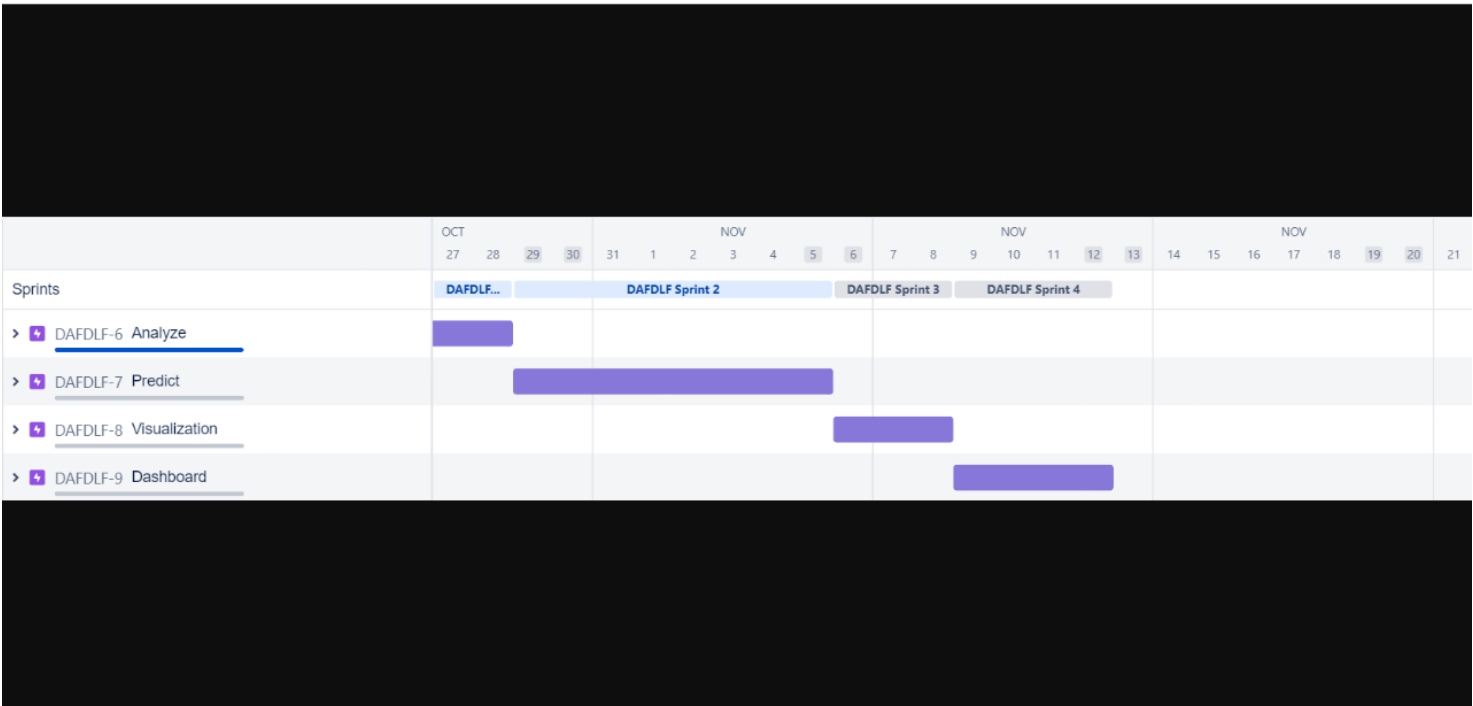 OCT NOV NOV NOV
27 28 29 30 31 1 2 3 4 5 6 7 8 9 10 11 12 13 14 15 16 17 18 19 20 21
Sprints DAFDLF... DAFDLF Sprint 2 DAFDLF Sprint 3 DAFDLF Sprint 4
DAFDLF-6 Analyze
DAFDLF-7 Predict
DAFDLF-8 Visualization
DAFDLF-9 Dashboard